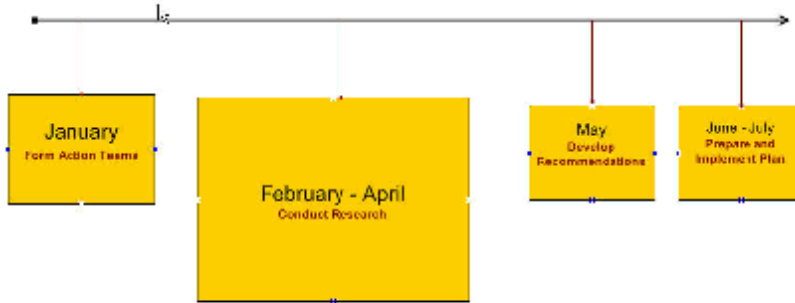 January
Form Action Teams
February - April
Conduct Research
May
Develop
Recommendations
June - July
Prepare and
Implement Plan